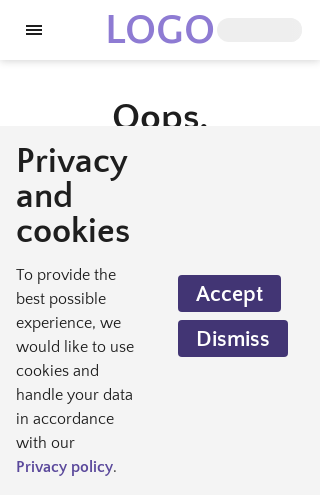 LOGO
Oops.
Privacy
and
cookies
To provide the
best possible
experience, we
would like to use
cookies and
handle your data
in accordance
with our
Privacy policy.
Accept
Dismiss